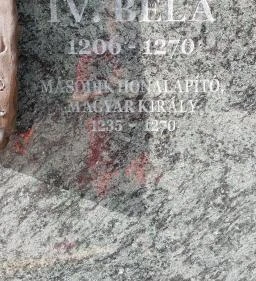 IV. BÉLA
1206 - 1270
MÁSODIK HONALAPÍTÓ,
MAGYAR KIRÁLY
1235 - 1270